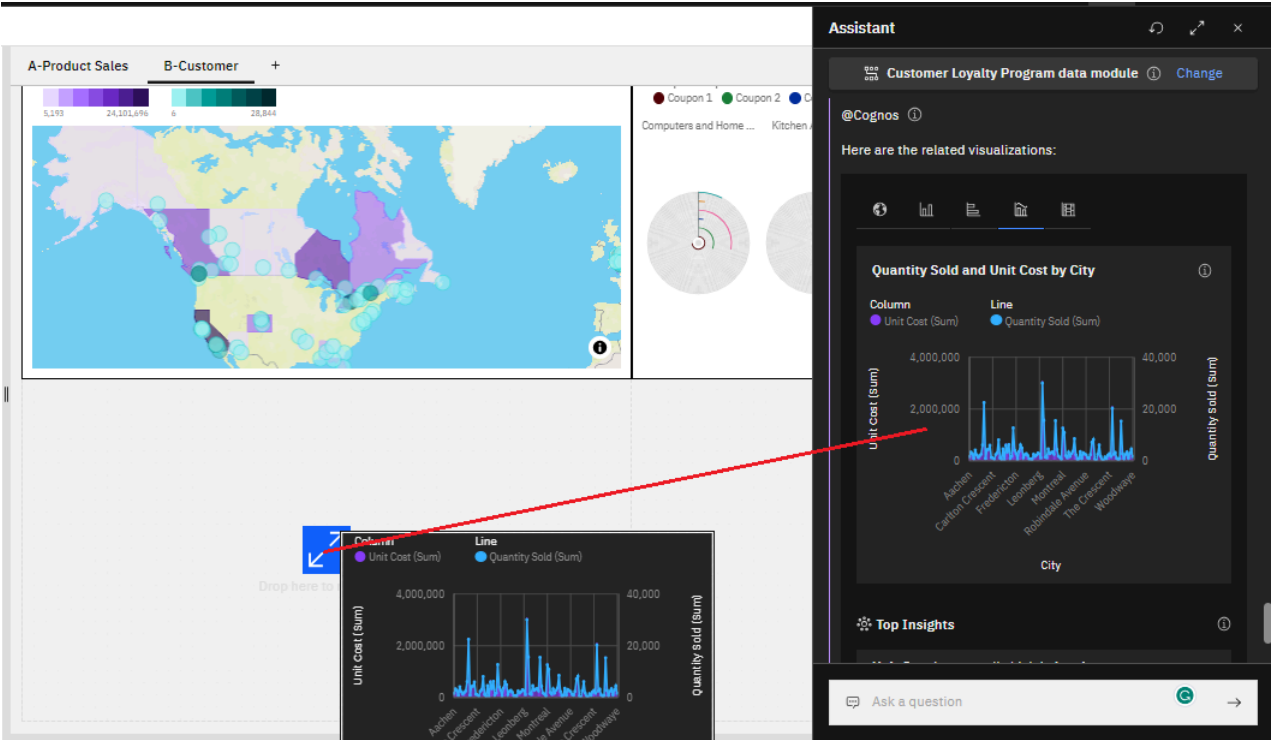 Assistant
A-Product Sales B-Customer +
Customer Loyalty Program data module Change
5,193 24,101,696 6 28,844
Coupon 1 Coupon 2
Computers and Home ... Kitchen
@Cognos
Here are the related visualizations:
Quantity Sold and Unit Cost by City
Column Line
Unit Cost (Sum) Quantity Sold (Sum)
4,000,000 40,000
2,000,000 20,000
0 0
Unit Cost (Sum)
Quantity Sold (Sum)
Aachen
Carlton Crescent
Fredericton
Leonberg
Montreal
Robindale Avenue
The Crescent
Woodwaye
City
Drop here to
Column Line
Unit Cost (Sum) Quantity Sold (Sum)
4,000,000 40,000
2,000,000 20,000
0 0
Unit Cost (Sum)
Quantity Sold (Sum)
Aachen
Crescent
Leonberg
Montreal
Avenue
Crescent
Top Insights
Ask a question